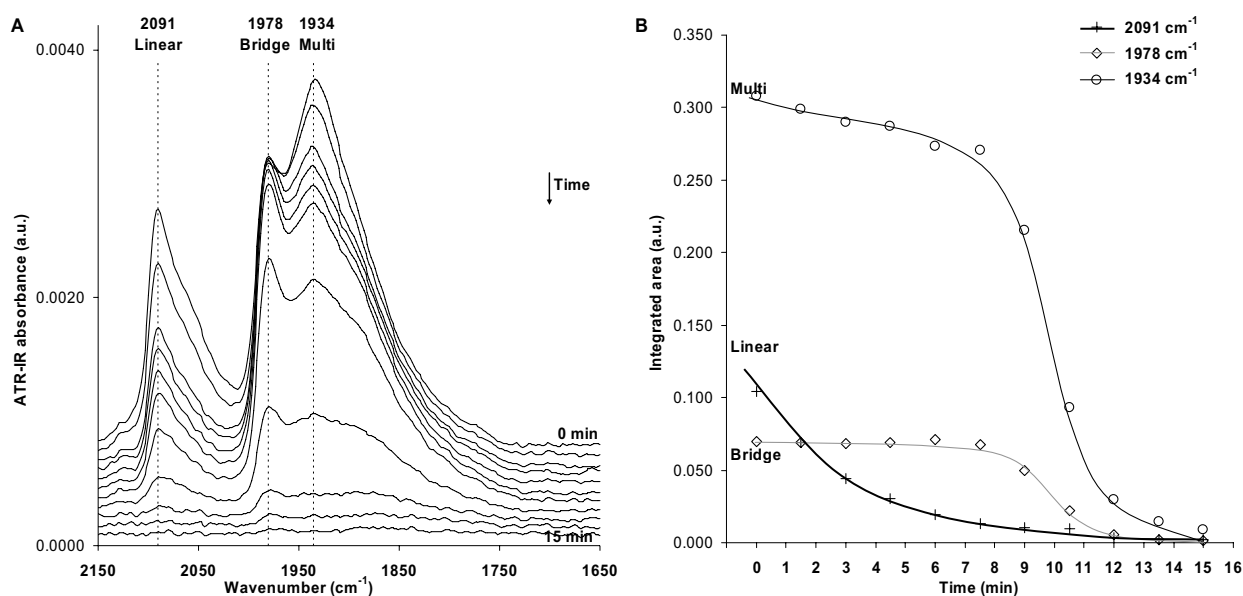 A
2091
Linear
1978
Bridge
1934
Multi
0.0040
0.0020
0.0000
ATR-IR absorbance (a.u.)
Time
0 min
15 min
2150 2050 1950 1850 1750 1650
Wavenumber (cm-1)
B
2091 cm-1
1978 cm-1
1934 cm-1
0.350
0.300
0.250
0.200
0.150
0.100
0.050
0.000
Integrated area (a.u.)
Multi
Linear
Bridge
0 1 2 3 4 5 6 7 8 9 10 11 12 13 14 15 16
Time (min)